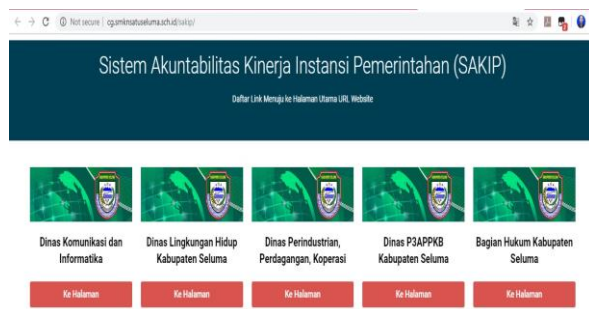 Not secure | cg.smknsatuseluma.sch.id/sakip/
Sistem Akuntabilitas Kinerja Instansi Pemerintahan (SAKIP)
Daftar Link Menuju ke Halaman Utama URL Website
Dinas Komunikasi dan
Informatika
Ke Halaman
Dinas Lingkungan Hidup
Kabupaten Seluma
Ke Halaman
Dinas Perindustrian,
Perdagangan, Koperasi
Ke Halaman
Dinas P3APPKB
Kabupaten Seluma
Ke Halaman
Bagian Hukum Kabupaten
Seluma
Ke Halaman